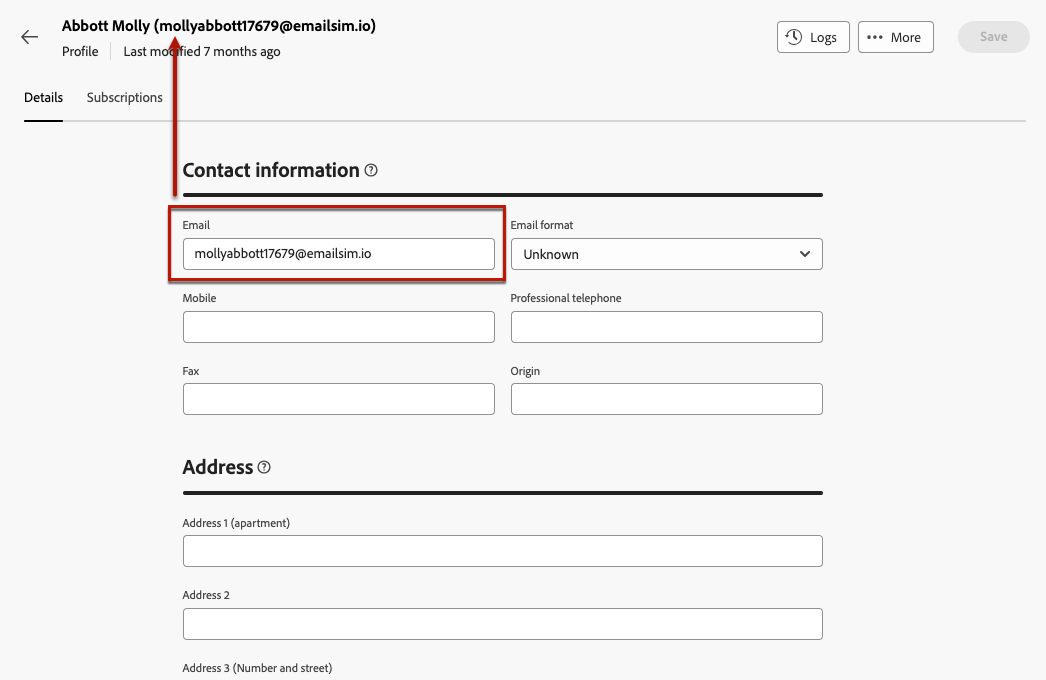 Abbott Molly (mollyabbott17679@emailsim.io)
Profile Last modified 7 months ago
Logs
More
Save
Details Subscriptions
Contact information
Email Email format
mollyabbott17679@emailsim.io Unknown
Mobile Professional telephone
Fax Origin
Address
Address 1 (apartment)
Address 2
Address 3 (Number and street)